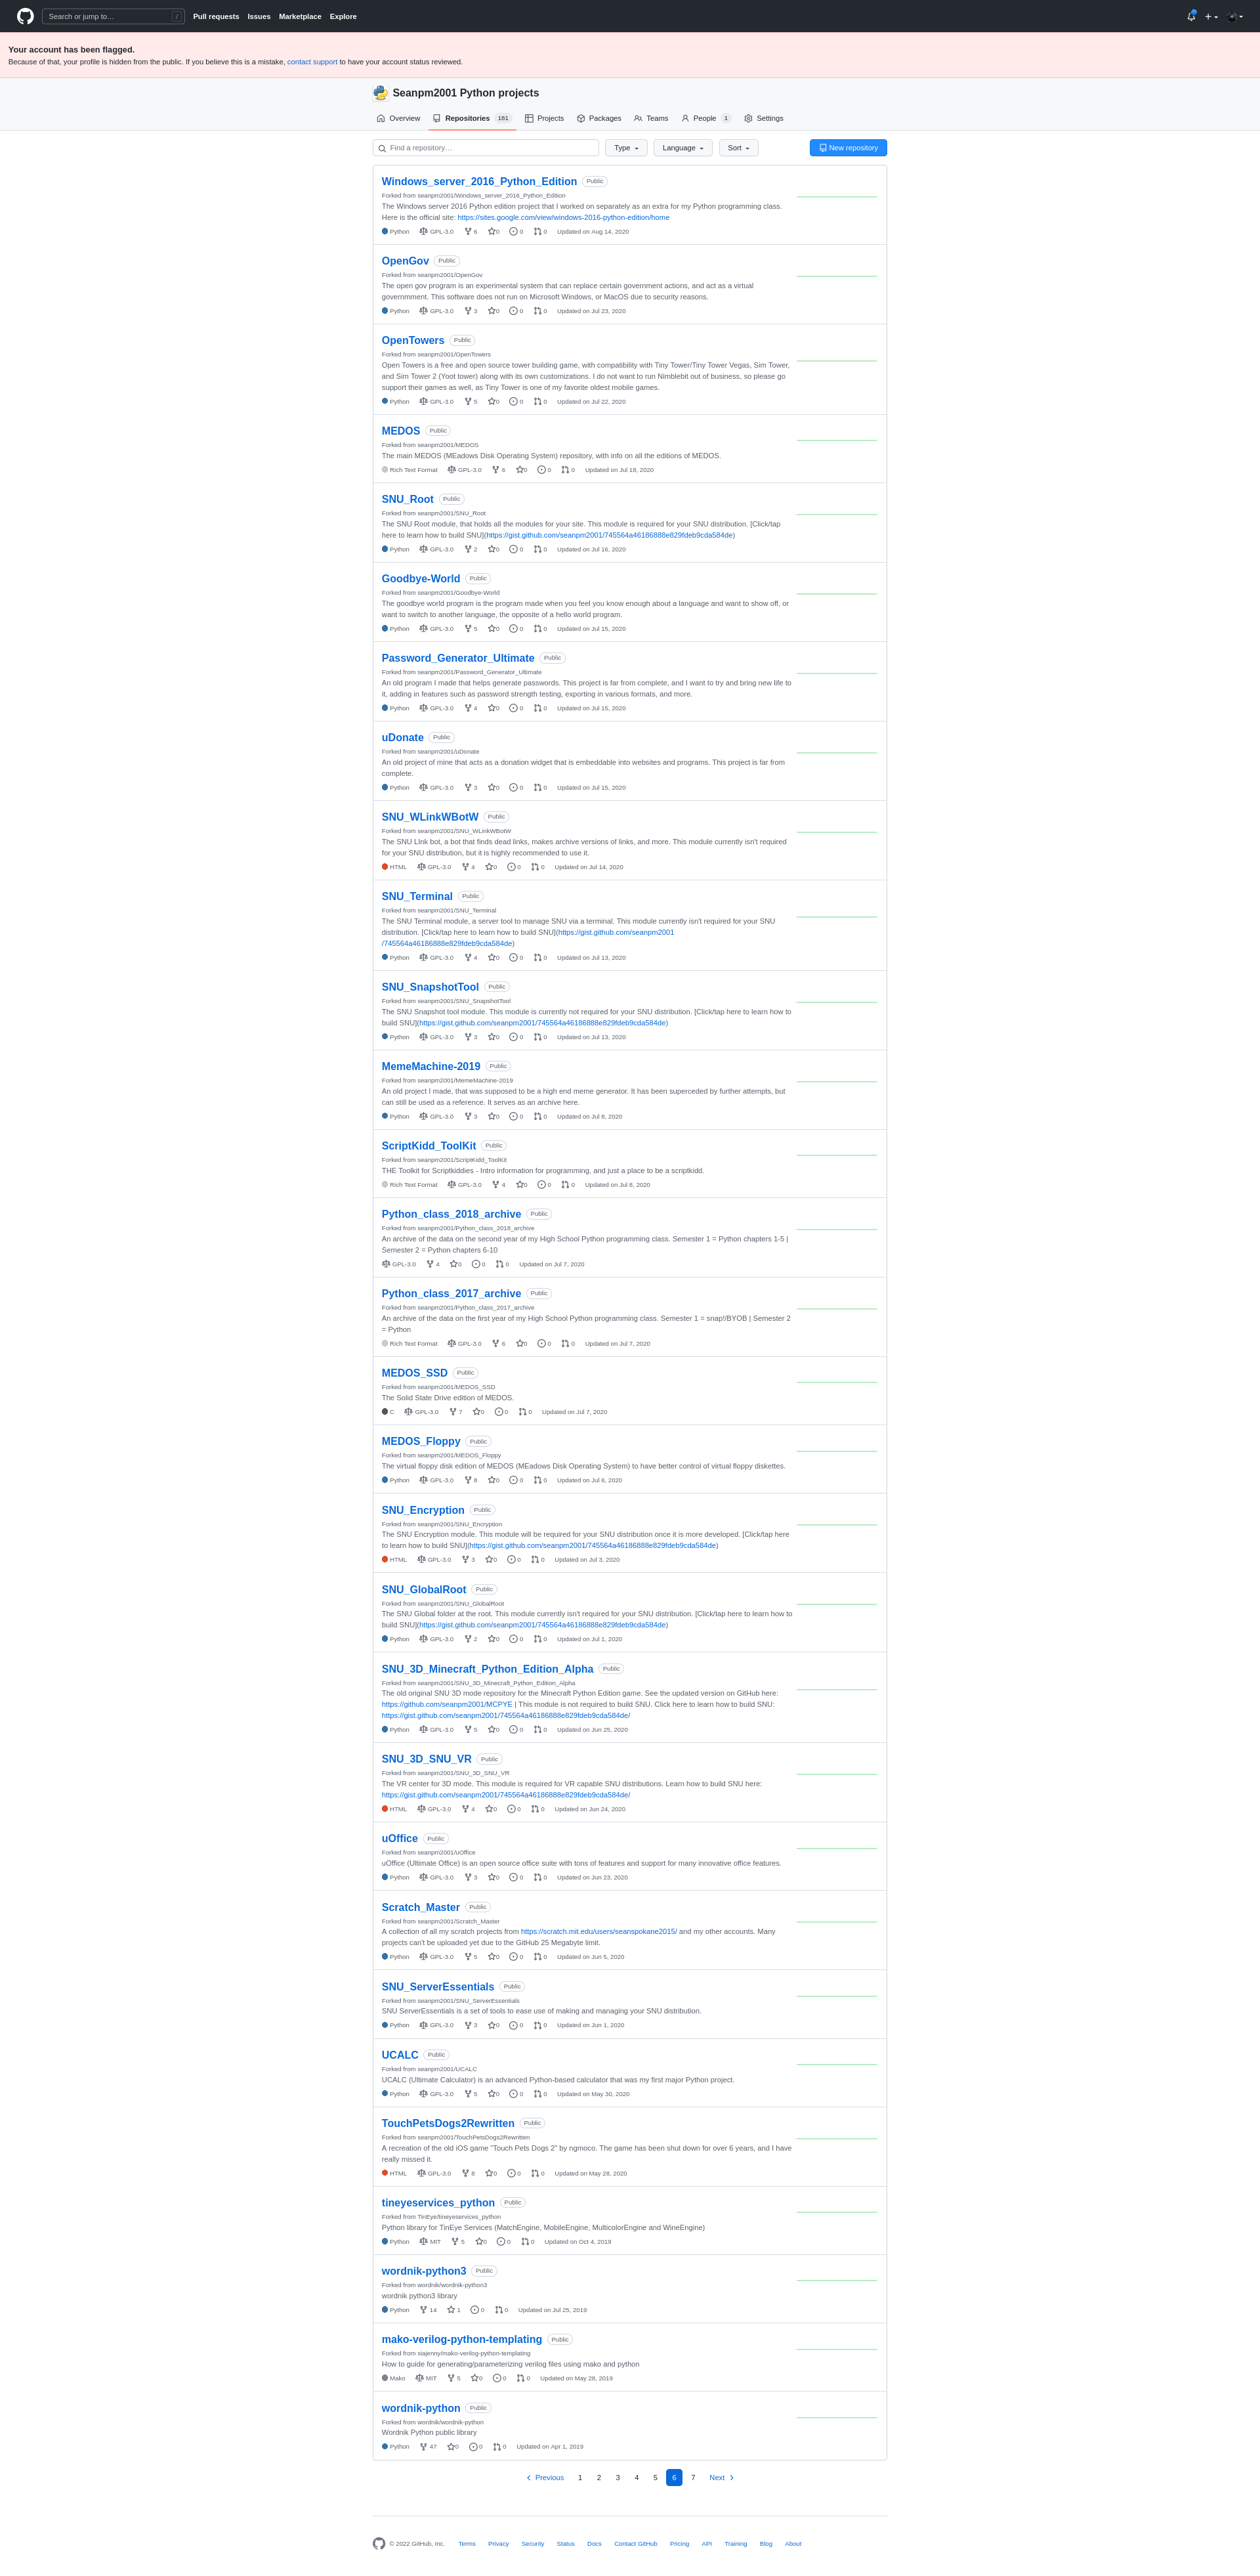 Search or jump to… /
Pull requests Issues Marketplace Explore
Your account has been flagged.
Because of that, your profile is hidden from the public. If you believe this is a mistake, contact support to have your account status reviewed.
Seanpm2001 Python projects
Overview Repositories 181 Projects Packages Teams People 1 Settings
Find a repository… Type Language Sort New repository
Windows_server_2016_Python_Edition Public
Forked from seanpm2001/Windows_server_2016_Python_Edition
The Windows server 2016 Python edition project that I worked on separately as an extra for my Python programming class.
Here is the official site: https://sites.google.com/view/windows-2016-python-edition/home
Python GPL-3.0 6 0 0 0 Updated on Aug 14, 2020
OpenGov Public
Forked from seanpm2001/OpenGov
The open gov program is an experimental system that can replace certain government actions, and act as a virtual
government. This software does not run on Microsoft Windows, or MacOS due to security reasons.
Python GPL-3.0 3 0 0 0 Updated on Jul 23, 2020
OpenTowers Public
Forked from seanpm2001/OpenTowers
Open Towers is a free and open source tower building game, with compatibility with Tiny Tower/Tiny Tower Vegas, Sim Tower,
and Sim Tower 2 (Yoot tower) along with its own customizations. I do not want to run Nimblebit out of business, so please go
support their games as well, as Tiny Tower is one of my favorite oldest mobile games.
Python GPL-3.0 5 0 0 0 Updated on Jul 22, 2020
MEDOS Public
Forked from seanpm2001/MEDOS
The main MEDOS (MEadows Disk Operating System) repository, with info on all the editions of MEDOS.
Rich Text Format GPL-3.0 6 0 0 0 Updated on Jul 18, 2020
SNU_Root Public
Forked from seanpm2001/SNU_Root
The SNU Root module, that holds all the modules for your site. This module is required for your SNU distribution. [Click/tap
here to learn how to build SNU](https://gist.github.com/seanpm2001/745564a46186888e829fdeb9cda584de)
Python GPL-3.0 2 0 0 0 Updated on Jul 16, 2020
Goodbye-World Public
Forked from seanpm2001/Goodbye-World
The goodbye world program is the program made when you feel you know enough about a language and want to show off, or
want to switch to another language, the opposite of a hello world program.
Python GPL-3.0 5 0 0 0 Updated on Jul 15, 2020
Password_Generator_Ultimate Public
Forked from seanpm2001/Password_Generator_Ultimate
An old program I made that helps generate passwords. This project is far from complete, and I want to try and bring new life to
it, adding in features such as password strength testing, exporting in various formats, and more.
Python GPL-3.0 4 0 0 0 Updated on Jul 15, 2020
uDonate Public
Forked from seanpm2001/uDonate
An old project of mine that acts as a donation widget that is embeddable into websites and programs. This project is far from
complete.
Python GPL-3.0 3 0 0 0 Updated on Jul 15, 2020
SNU_WLinkWBotW Public
Forked from seanpm2001/SNU_WLinkWBotW
The SNU LInk bot, a bot that finds dead links, makes archive versions of links, and more. This module currently isn't required
for your SNU distribution, but it is highly recommended to use it.
HTML GPL-3.0 4 0 0 0 Updated on Jul 14, 2020
SNU_Terminal Public
Forked from seanpm2001/SNU_Terminal
The SNU Terminal module, a server tool to manage SNU via a terminal. This module currently isn't required for your SNU
distribution. [Click/tap here to learn how to build SNU](https://gist.github.com/seanpm2001
/745564a46186888e829fdeb9cda584de)
Python GPL-3.0 4 0 0 0 Updated on Jul 13, 2020
SNU_SnapshotTool Public
Forked from seanpm2001/SNU_SnapshotTool
The SNU Snapshot tool module. This module is currently not required for your SNU distribution. [Click/tap here to learn how to
build SNU](https://gist.github.com/seanpm2001/745564a46186888e829fdeb9cda584de)
Python GPL-3.0 3 0 0 0 Updated on Jul 13, 2020
MemeMachine-2019 Public
Forked from seanpm2001/MemeMachine-2019
An old project I made, that was supposed to be a high end meme generator. It has been superceded by further attempts, but
can still be used as a reference. It serves as an archive here.
Python GPL-3.0 3 0 0 0 Updated on Jul 8, 2020
ScriptKidd_ToolKit Public
Forked from seanpm2001/ScriptKidd_ToolKit
THE Toolkit for Scriptkiddies - Intro information for programming, and just a place to be a scriptkidd.
Rich Text Format GPL-3.0 4 0 0 0 Updated on Jul 8, 2020
Python_class_2018_archive Public
Forked from seanpm2001/Python_class_2018_archive
An archive of the data on the second year of my High School Python programming class. Semester 1 = Python chapters 1-5 |
Semester 2 = Python chapters 6-10
GPL-3.0 4 0 0 0 Updated on Jul 7, 2020
Python_class_2017_archive Public
Forked from seanpm2001/Python_class_2017_archive
An archive of the data on the first year of my High School Python programming class. Semester 1 = snap!/BYOB | Semester 2
= Python
Rich Text Format GPL-3.0 6 0 0 0 Updated on Jul 7, 2020
MEDOS_SSD Public
Forked from seanpm2001/MEDOS_SSD
The Solid State Drive edition of MEDOS.
C GPL-3.0 7 0 0 0 Updated on Jul 7, 2020
MEDOS_Floppy Public
Forked from seanpm2001/MEDOS_Floppy
The virtual floppy disk edition of MEDOS (MEadows Disk Operating System) to have better control of virtual floppy diskettes.
Python GPL-3.0 8 0 0 0 Updated on Jul 6, 2020
SNU_Encryption Public
Forked from seanpm2001/SNU_Encryption
The SNU Encryption module. This module will be required for your SNU distribution once it is more developed. [Click/tap here
to learn how to build SNU](https://gist.github.com/seanpm2001/745564a46186888e829fdeb9cda584de)
HTML GPL-3.0 3 0 0 0 Updated on Jul 3, 2020
SNU_GlobalRoot Public
Forked from seanpm2001/SNU_GlobalRoot
The SNU Global folder at the root. This module currently isn't required for your SNU distribution. [Click/tap here to learn how to
build SNU](https://gist.github.com/seanpm2001/745564a46186888e829fdeb9cda584de)
Python GPL-3.0 2 0 0 0 Updated on Jul 1, 2020
SNU_3D_Minecraft_Python_Edition_Alpha Public
Forked from seanpm2001/SNU_3D_Minecraft_Python_Edition_Alpha
The old original SNU 3D mode repository for the Minecraft Python Edition game. See the updated version on GitHub here:
https://github.com/seanpm2001/MCPYE | This module is not required to build SNU. Click here to learn how to build SNU:
https://gist.github.com/seanpm2001/745564a46186888e829fdeb9cda584de/
Python GPL-3.0 5 0 0 0 Updated on Jun 25, 2020
SNU_3D_SNU_VR Public
Forked from seanpm2001/SNU_3D_SNU_VR
The VR center for 3D mode. This module is required for VR capable SNU distributions. Learn how to build SNU here:
https://gist.github.com/seanpm2001/745564a46186888e829fdeb9cda584de/
HTML GPL-3.0 4 0 0 0 Updated on Jun 24, 2020
uOffice Public
Forked from seanpm2001/uOffice
uOffice (Ultimate Office) is an open source office suite with tons of features and support for many innovative office features.
Python GPL-3.0 3 0 0 0 Updated on Jun 23, 2020
Scratch_Master Public
Forked from seanpm2001/Scratch_Master
A collection of all my scratch projects from https://scratch.mit.edu/users/seanspokane2015/ and my other accounts. Many
projects can't be uploaded yet due to the GitHub 25 Megabyte limit.
Python GPL-3.0 5 0 0 0 Updated on Jun 5, 2020
SNU_ServerEssentials Public
Forked from seanpm2001/SNU_ServerEssentials
SNU ServerEssentials is a set of tools to ease use of making and managing your SNU distribution.
Python GPL-3.0 3 0 0 0 Updated on Jun 1, 2020
UCALC Public
Forked from seanpm2001/UCALC
UCALC (Ultimate Calculator) is an advanced Python-based calculator that was my first major Python project.
Python GPL-3.0 5 0 0 0 Updated on May 30, 2020
TouchPetsDogs2Rewritten Public
Forked from seanpm2001/TouchPetsDogs2Rewritten
A recreation of the old iOS game "Touch Pets Dogs 2" by ngmoco. The game has been shut down for over 6 years, and I have
really missed it.
HTML GPL-3.0 8 0 0 0 Updated on May 28, 2020
tineyeservices_python Public
Forked from TinEye/tineyeservices_python
Python library for TinEye Services (MatchEngine, MobileEngine, MulticolorEngine and WineEngine)
Python MIT 5 0 0 0 Updated on Oct 4, 2019
wordnik-python3 Public
Forked from wordnik/wordnik-python3
wordnik python3 library
Python 14 1 0 0 Updated on Jul 25, 2019
mako-verilog-python-templating Public
Forked from xiajenny/mako-verilog-python-templating
How to guide for generating/parameterizing verilog files using mako and python
Mako MIT 5 0 0 0 Updated on May 28, 2019
wordnik-python Public
Forked from wordnik/wordnik-python
Wordnik Python public library
Python 47 0 0 0 Updated on Apr 1, 2019
Previous 1 2 3 4 5 6 7 Next
© 2022 GitHub, Inc. Terms Privacy Security Status Docs Contact GitHub Pricing API Training Blog About